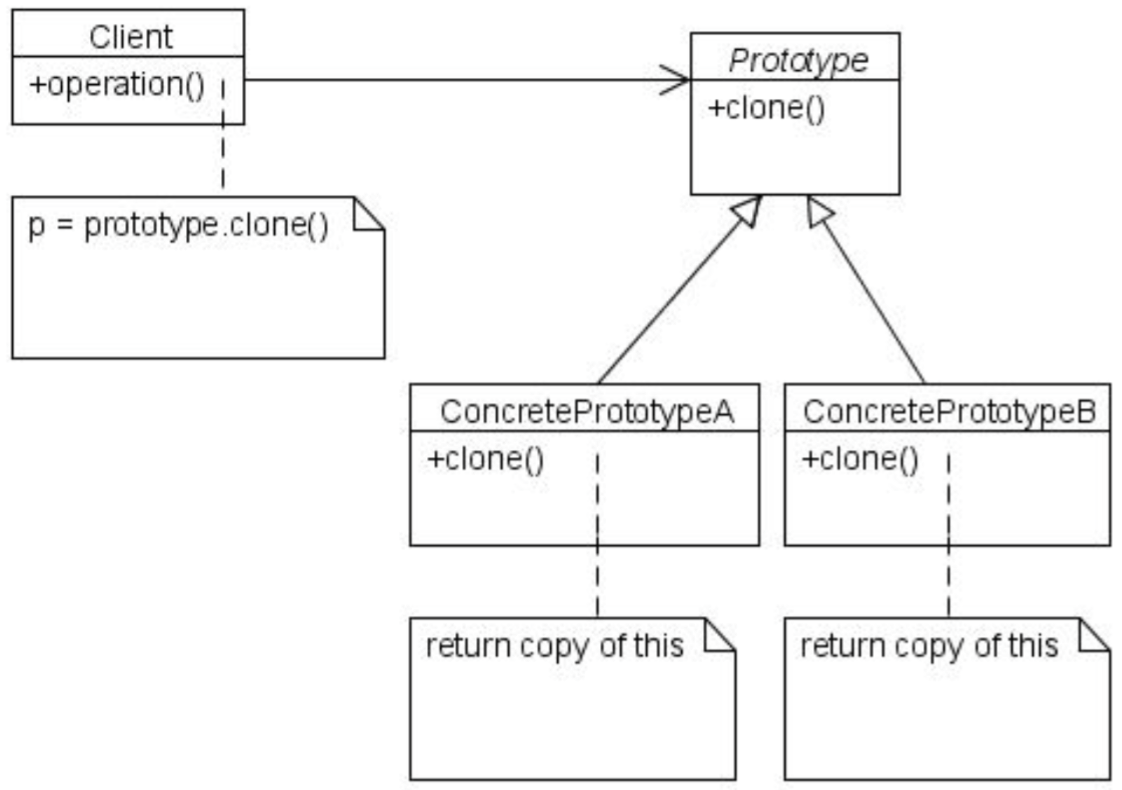 Client
+operation()
Prototype
+clone()
p = prototype.clone()
ConcretePrototypeA
+clone()
ConcretePrototypeB
+clone()
return copy of this
return copy of this